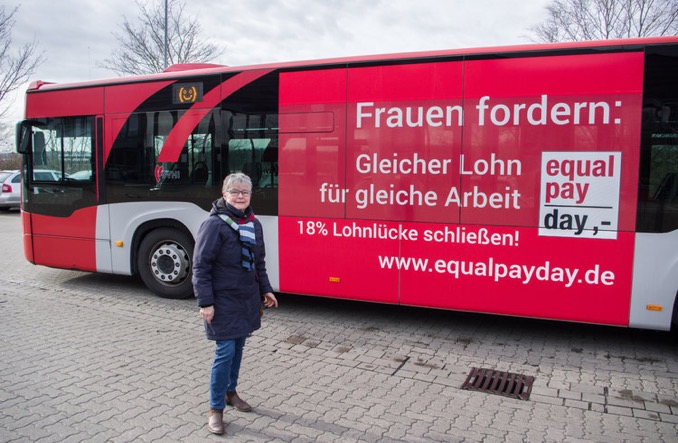 Frauen fordern:
Gleicher Lohn
für gleiche Arbeit
equal
pay
day,-
18% Lohnlücke schließen!
www.equalpayday.de